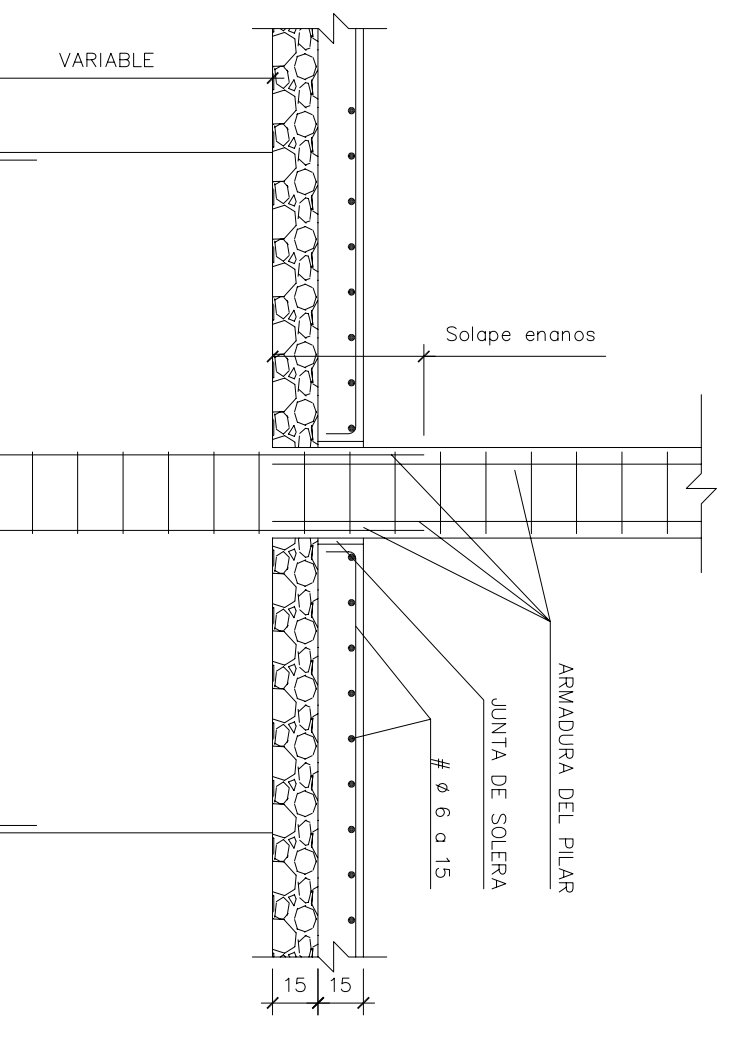 VARIABLE
Solape enanos
ARMADURA DEL PILAR
JUNTA DE SOLERA
# ø 6 a 15
15
15